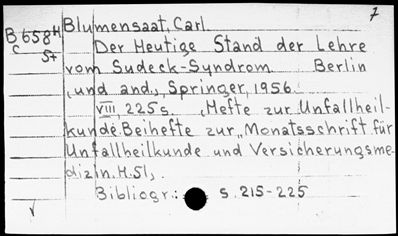 7
Blumensaat, Carl.
B 6584
c
St
Der Heutige Stand der Lehre
vom Sudeck-Syndrom. Berlin
(und and.), Springer, 1956.
VIII, 225 s. (Hefte zur Unfallheil-
kunde. Beihefte zur „Monatsschrift für
Unfallheilkunde und Versicherungsme-
dizin. H. 51).
Bibliogr.: s. 215-225
v